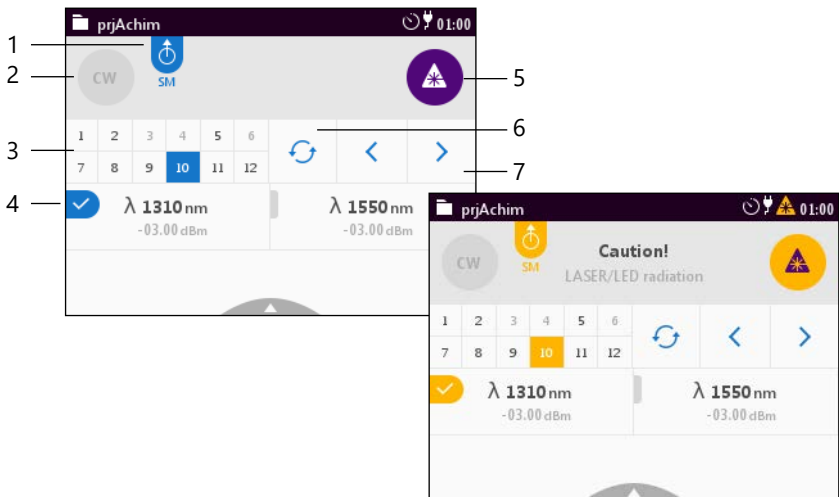 prjAchim 01:00
1
2
3
4
5
6
7
CW
SM
1 2 3 4 5 6
7 8 9 10 11 12
λ 1310 nm
-03.00 dBm
λ 1550 nm
-03.00 dBm
prjAchim 01:00
CW
SM
Caution!
LASER/LED radiation
1 2 3 4 5 6
7 8 9 10 11 12
λ 1310 nm
-03.00 dBm
λ 1550 nm
-03.00 dBm